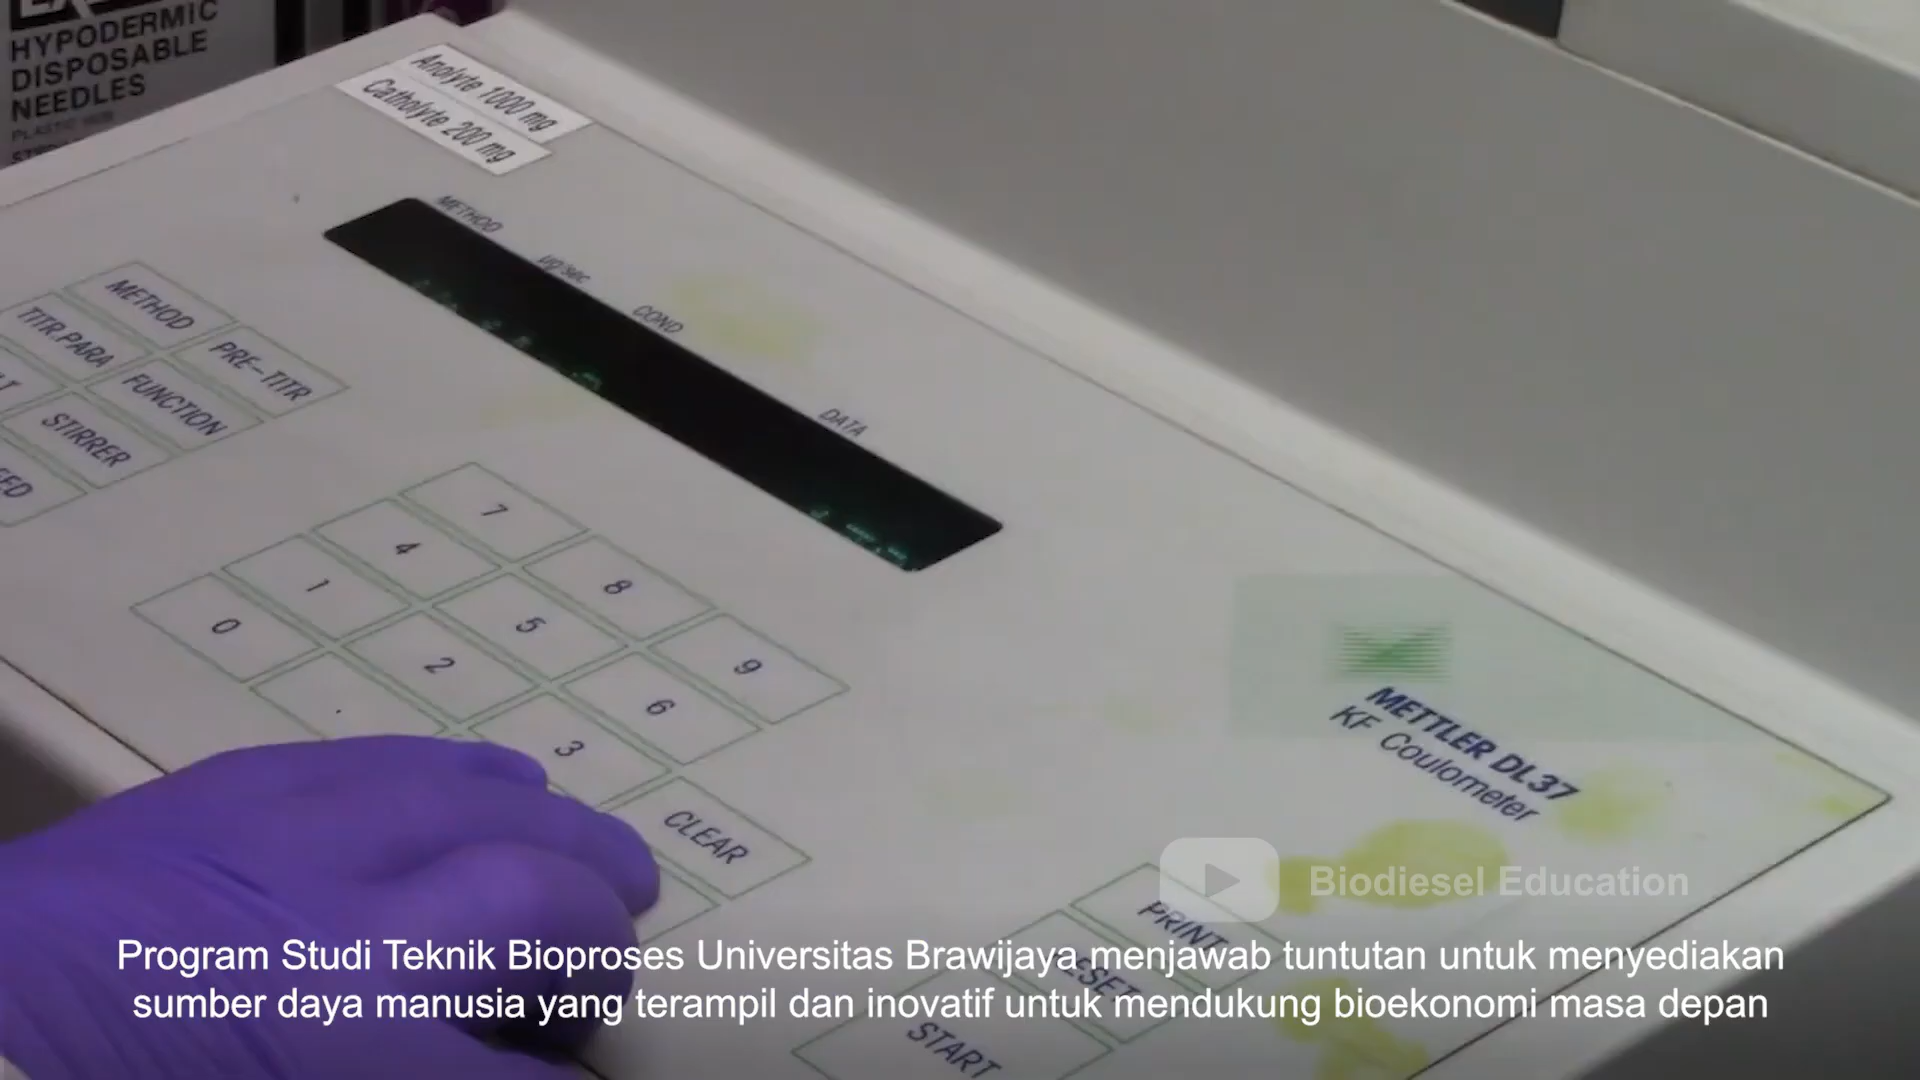 HYPODERMIC
DISPOSABLE
NEEDLES
Anolyte 1000 mg
Catholyte 200 mg
METHOD
µg/sec
COND
DATA
METHOD
PRE-TITR
TITR.PARA
FUNCTION
STIRRER
7
4
8
1
5
9
0
2
6
.
3
CLEAR
METTLER DL37
KF Coulometer
Biodiesel Education
PRINT
RESET
START
Program Studi Teknik Bioproses Universitas Brawijaya menjawab tuntutan untuk menyediakan
sumber daya manusia yang terampil dan inovatif untuk mendukung bioekonomi masa depan